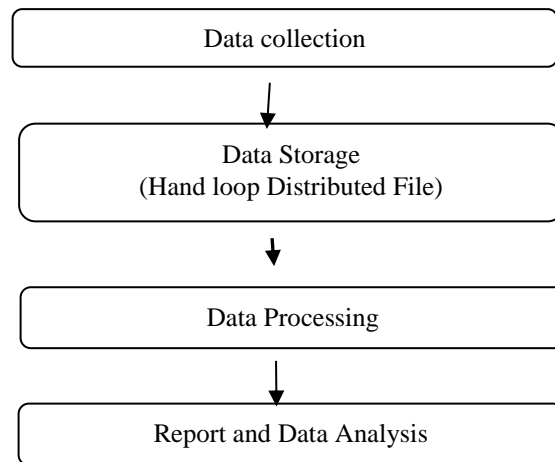 Data collection
Data Storage
(Hand loop Distributed File)
Data Processing
Report and Data Analysis